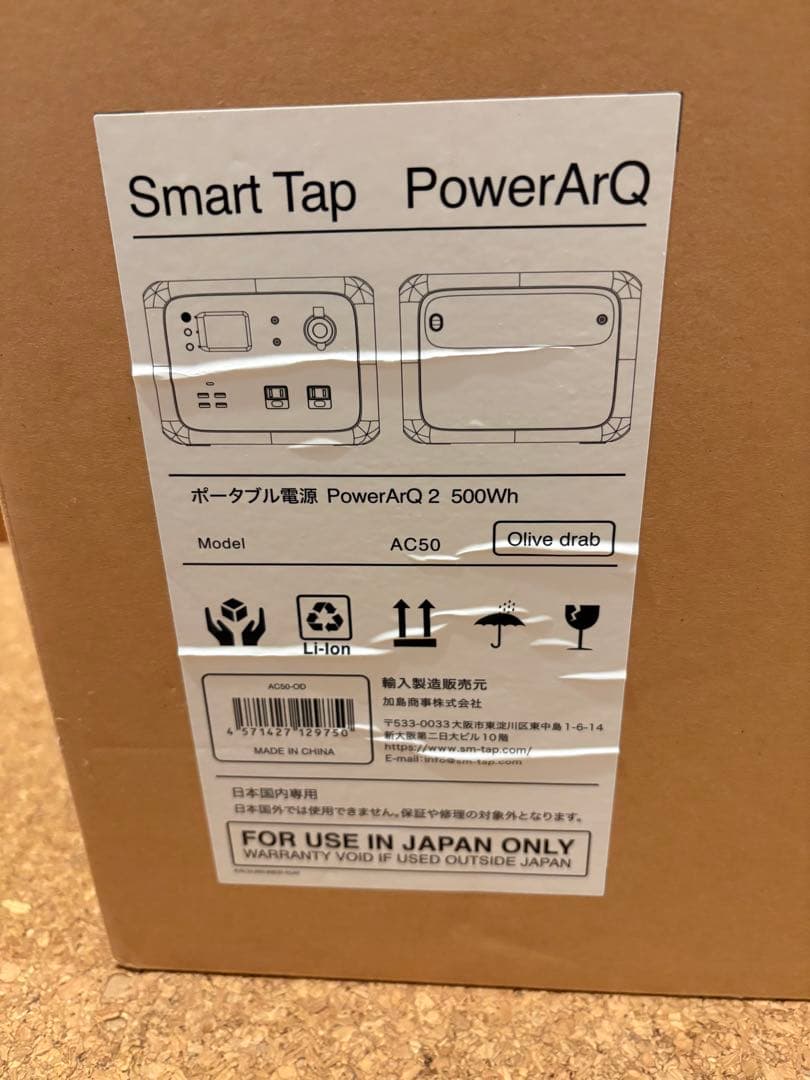 Smart Tap PowerArQ
ポータブル電源 PowerArQ 2 500Wh
Model AC50 Olive drab
Li-Ion
AC50-OD
4 571427 129750
MADE IN CHINA
輸入製造販売元
加島商事株式会社
〒533-0033 大阪市東淀川区東中島 1-6-14
新大阪第二日大ビル 10 階
https://www.sm-tap.com/
E-mail:info@sm-tap.com
日本国内専用
日本国外では使用できません。保証や修理の対象外となります。
FOR USE IN JAPAN ONLY
WARRANTY VOID IF USED OUTSIDE JAPAN